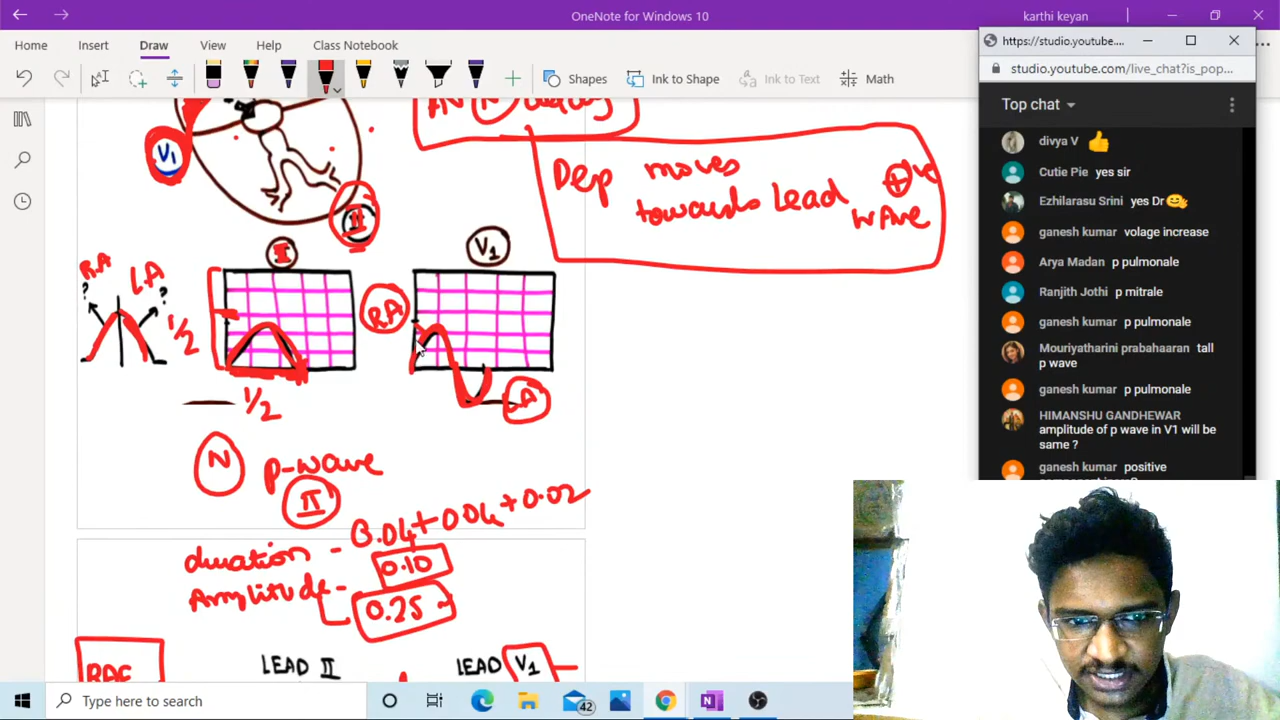 OneNote for Windows 10
karthi keyan
Home
Insert
Draw
View
Help
Class Notebook
Shapes
Ink to Shape
Ink to Text
Math
https://studio.youtube....
studio.youtube.com/live_chat?is_pop...
Top chat
divya V
Cutie Pie yes sir
Ezhilarasu Srini yes Dr
ganesh kumar volage increase
Arya Madan p pulmonale
Ranjith Jothi p mitrale
ganesh kumar p pulmonale
Mouriyatharini prabahaaran tall
p wave
ganesh kumar p pulmonale
HIMANSHU GANDHEWAR
amplitude of p wave in V1 will
be same ?
ganesh kumar positive
V1
II
Dep moves
towards Lead
wave
R.A
L.A
?
?
V1
RA
LA
1/2
1/2
N
p-wave
II
duration - 0.04+0.04+0.02
0.10
Amplitude-
0.25
RAE
LEAD II
LEAD V1
Type here to search
42